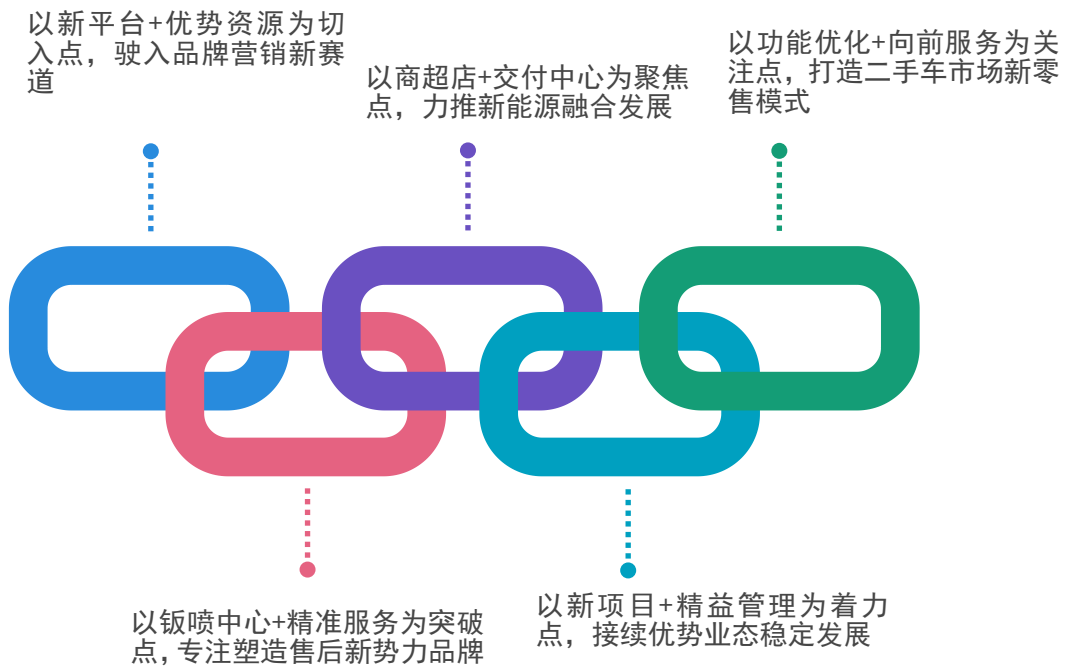 以新平台+优势资源为切
入点，驶入品牌营销新赛
道
以商超店+交付中心为聚焦
点，力推新能源融合发展
以功能优化+向前服务为关
注点，打造二手车市场新零
售模式
以钣喷中心+精准服务为突破
点，专注塑造售后新势力品牌
以新项目+精益管理为着力
点，接续优势业态稳定发展